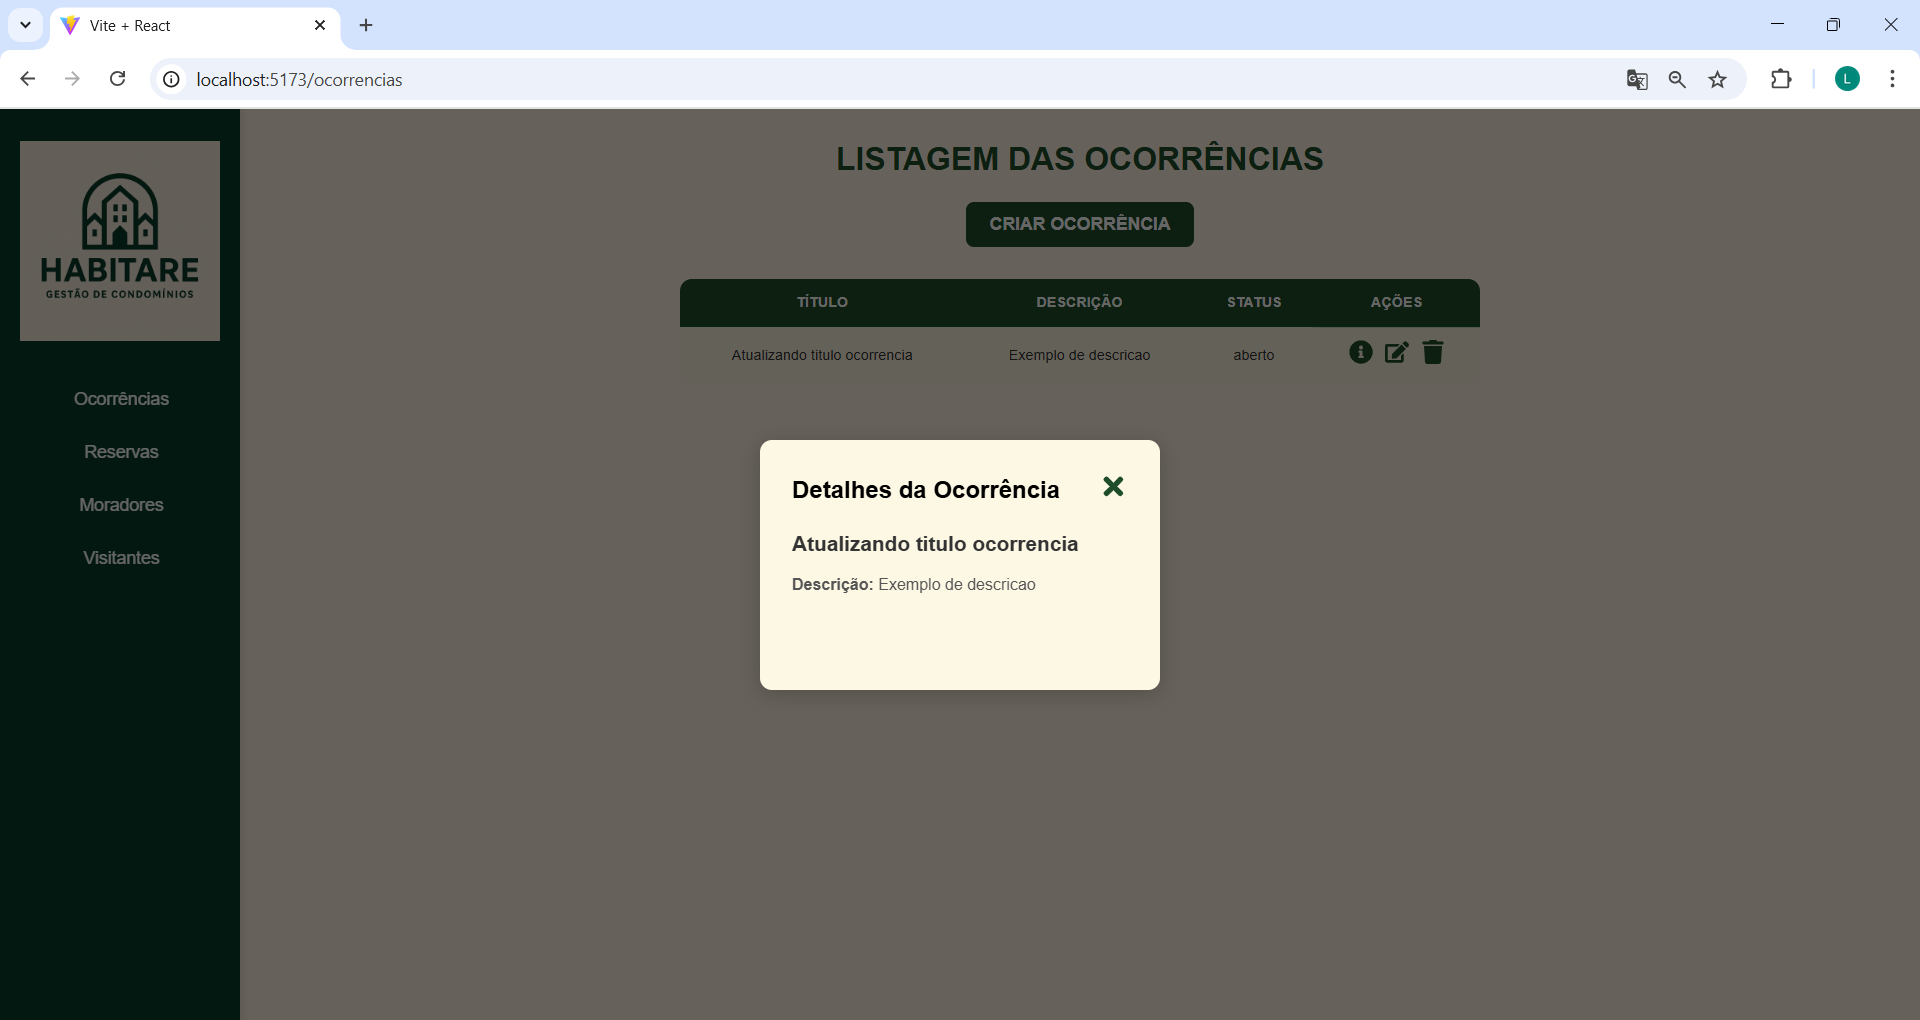 Vite + React
localhost:5173/ocorrencias
L
HABITARE
GESTÃO DE CONDOMÍNIOS
Ocorrências
Reservas
Moradores
Visitantes
LISTAGEM DAS OCORRÊNCIAS
CRIAR OCORRÊNCIA
TÍTULO DESCRIÇÃO STATUS AÇÕES
Atualizando titulo ocorrencia Exemplo de descricao aberto
Detalhes da Ocorrência
Atualizando titulo ocorrencia
Descrição: Exemplo de descricao